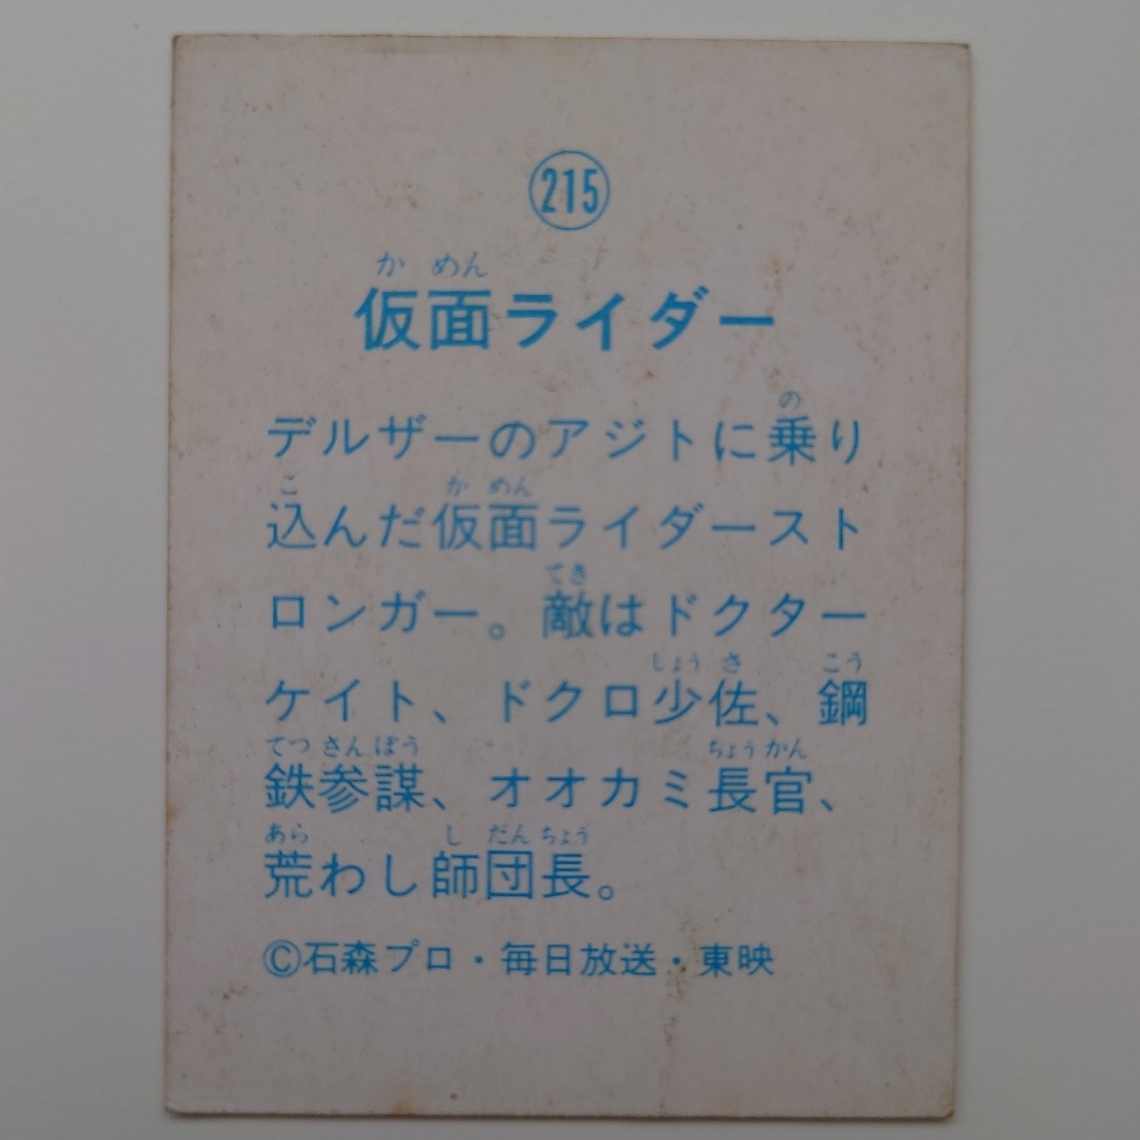 215
かめん
仮面ライダー
の
デルザーのアジトに乗り
こ かめん
込んだ仮面ライダースト
てき
ロンガー。敵はドクター
しょうさ こう
ケイト、ドクロ少佐、鋼
てつさんぼう ちょうかん
鉄参謀、オオカミ長官、
あら しだんちょう
荒わし師団長。
©石森プロ・毎日放送・東映